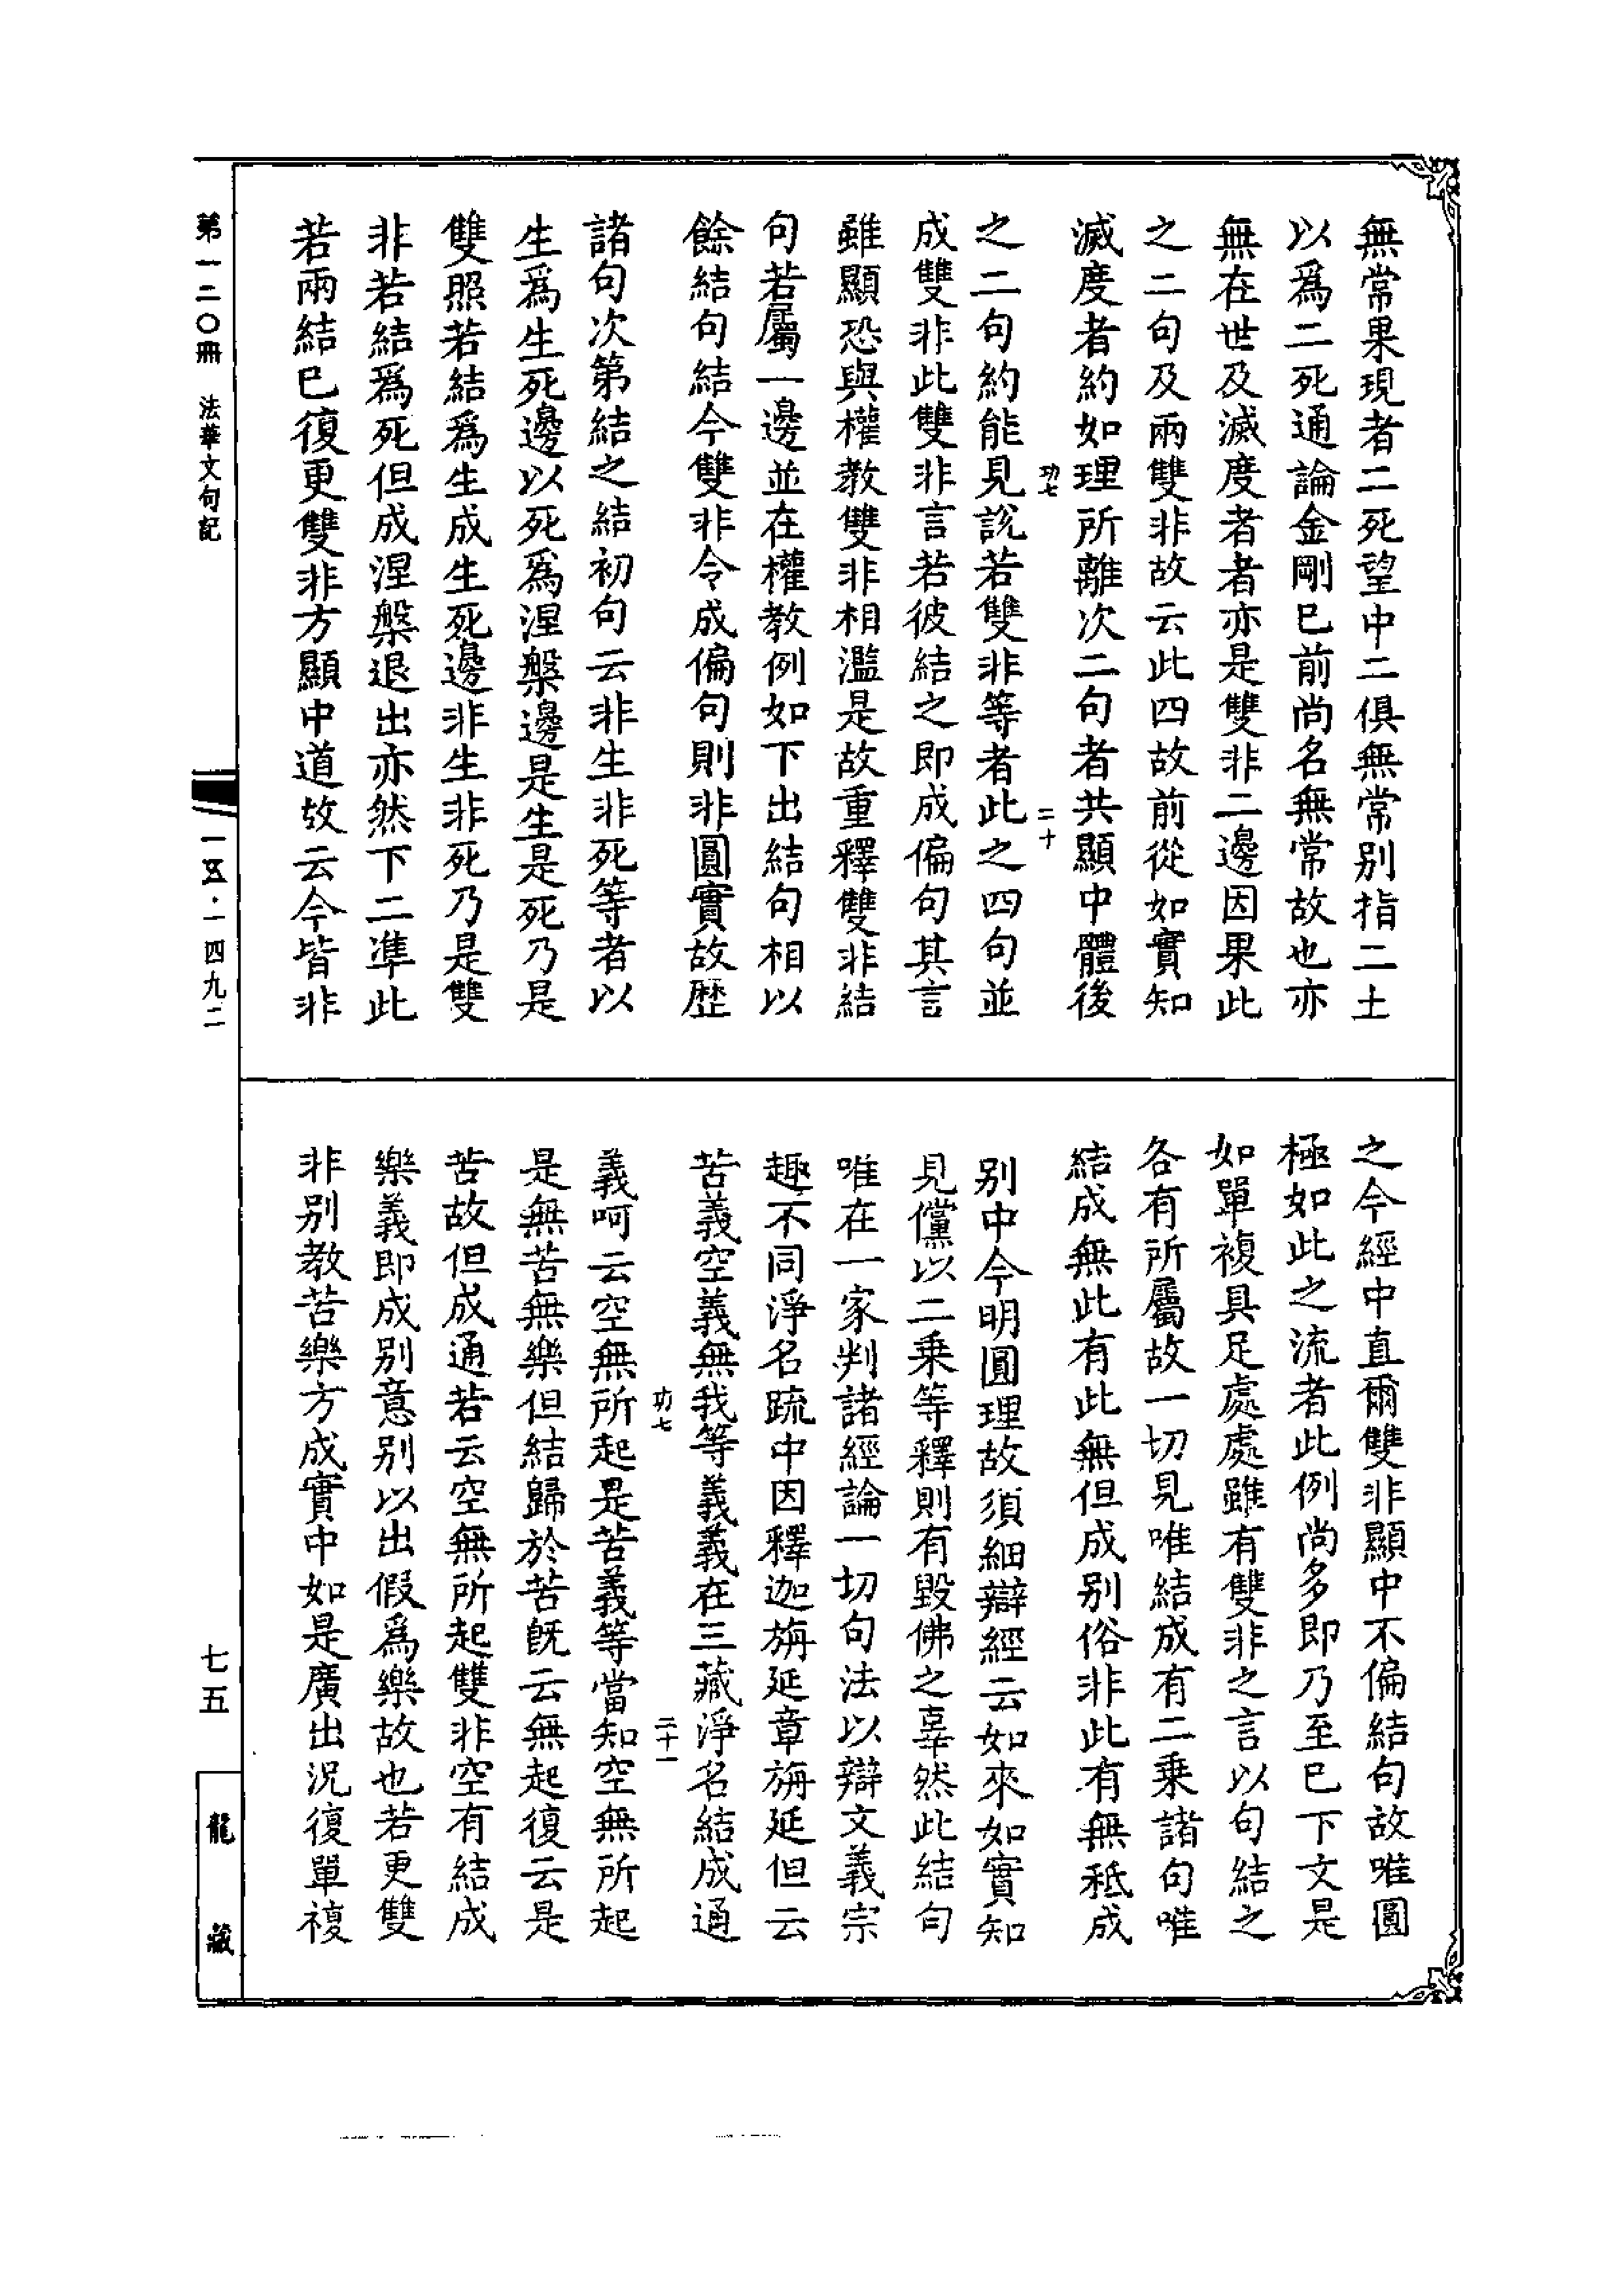 無常果現者二死望中二俱無常別指二土
以爲二死通論金剛已前尚名無常故也亦
無在世及滅度者者亦是雙非二邊因果此
之二句及兩雙非故云此四故前從如實知
滅度者約如理所離次二句者共顯中體後
功七　二十
之二句約能見說若雙非等者此之四句並
成雙非此雙非言若彼結之即成偏句其言
雖顯恐與權教雙非相濫是故重釋雙非結
句若屬一邊並在權教例如下出結句相以
餘結句結今雙非令成偏句則非圓實故歷
諸句次第結之結初句云非生非死等者以
生爲生死邊以死爲涅槃邊是生是死乃是
雙照若結爲生成生死邊非生非死乃是雙
非若結爲死但成涅槃退出亦然下二準此
若兩結已復更雙非方顯中道故云今皆非
之今經中直爾雙非顯中不偏結句故唯圓
極如此之流者此例尚多即乃至已下文是
如單複具足處處雖有雙非之言以句結之
各有所屬故一切見唯結成有二乘諸句唯
結成無此有此無但成別俗非此有無秖成
別中今明圓理故須細辯經云如來如實知
見儻以二乘等釋則有毀佛之辜然此結句
唯在一家判諸經論一切句法以辯文義宗
趣不同淨名疏中因釋迦旃延章旃延但云
苦義空義無我等義義在三藏淨名結成通
功七　二十一
義呵云空無所起是苦義等當知空無所起
是無苦無樂但結歸於苦既云無起復云是
苦故但成通若云空無所起雙非空有結成
樂義即成別意別以出假爲樂故也若更雙
非別教苦樂方成實中如是廣出況復單複
第一二〇冊　法華文句記
一五·一四九二
七五
龍藏